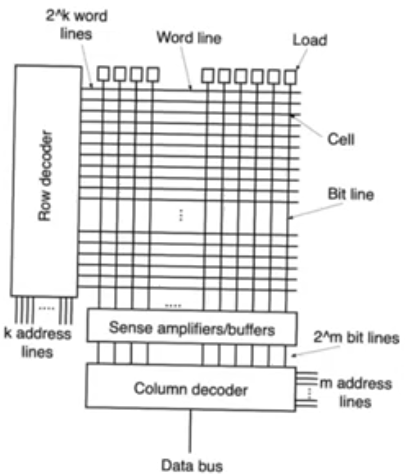 2^k word
lines
Word line
Load
Cell
Row decoder
Bit line
k address
lines
Sense amplifiers/buffers
2^m bit lines
Column decoder
m address
lines
Data bus